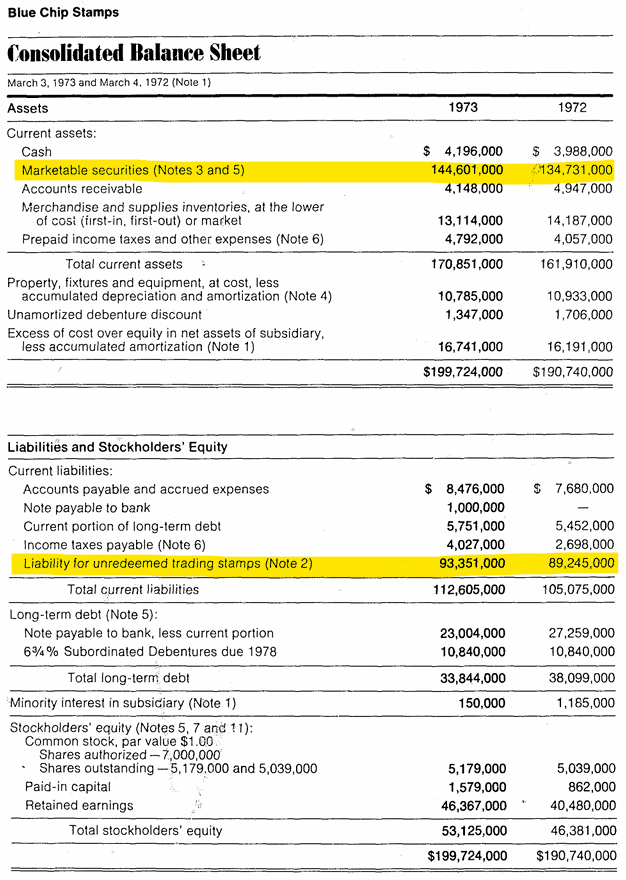 Blue Chip Stamps
Consolidated Balance Sheet
March 3, 1973 and March 4, 1972 (Note 1)
Assets 1973 1972
Current assets:
Cash $ 4,196,000 $ 3,988,000
Marketable securities (Notes 3 and 5) 144,601,000 134,731,000
Accounts receivable 4,148,000 4,947,000
Merchandise and supplies inventories, at the lower
of cost (first-in, first-out) or market 13,114,000 14,187,000
Prepaid income taxes and other expenses (Note 6) 4,792,000 4,057,000
Total current assets 170,851,000 161,910,000
Property, fixtures and equipment, at cost, less
accumulated depreciation and amortization (Note 4) 10,785,000 10,933,000
Unamortized debenture discount 1,347,000 1,706,000
Excess of cost over equity in net assets of subsidiary,
less accumulated amortization (Note 1) 16,741,000 16,191,000
$199,724,000 $190,740,000
Liabilities and Stockholders' Equity
Current liabilities:
Accounts payable and accrued expenses $ 8,476,000 $ 7,680,000
Note payable to bank 1,000,000 —
Current portion of long-term debt 5,751,000 5,452,000
Income taxes payable (Note 6) 4,027,000 2,698,000
Liability for unredeemed trading stamps (Note 2) 93,351,000 89,245,000
Total current liabilities 112,605,000 105,075,000
Long-term debt (Note 5):
Note payable to bank, less current portion 23,004,000 27,259,000
6¾% Subordinated Debentures due 1978 10,840,000 10,840,000
Total long-term debt 33,844,000 38,099,000
Minority interest in subsidiary (Note 1) 150,000 1,185,000
Stockholders' equity (Notes 5, 7 and 11):
Common stock, par value $1.00
Shares authorized—7,000,000
Shares outstanding—5,179,000 and 5,039,000 5,179,000 5,039,000
Paid-in capital 1,579,000 862,000
Retained earnings 46,367,000 40,480,000
Total stockholders' equity 53,125,000 46,381,000
$199,724,000 $190,740,000